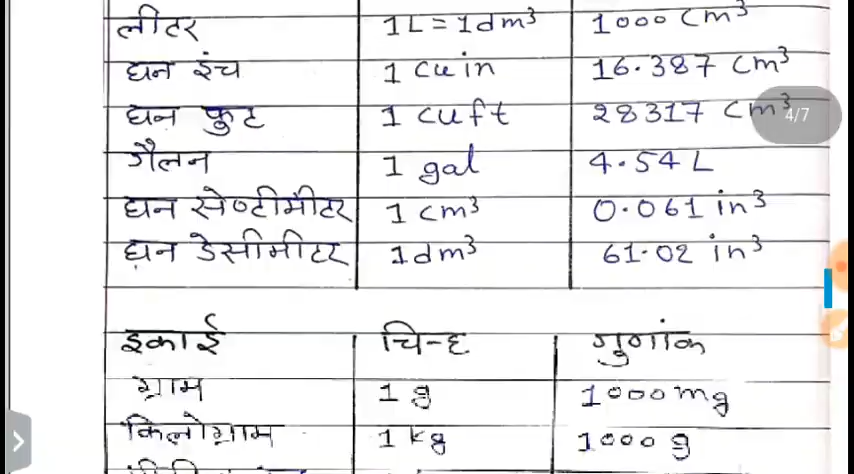 लीटर 1L = 1dm³ 1000 cm³
घन इंच 1 cu in 16.387 cm³
घन फुट 1 cu ft 28317 cm³
4/7
गैलन 1 gal 4.54 L
घन सेण्टीमीटर 1 cm³ 0.061 in³
घन डेसीमीटर 1dm³ 61.02 in³
इकाई चिन्ह गुणांक
ग्राम 1 g 1000mg
किलोग्राम 1 kg 1000 g